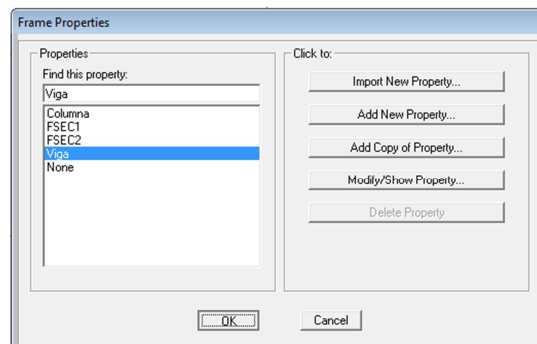 Frame Properties
Properties
Find this property:
Viga
Columna
FSEC1
FSEC2
Viga
None
Click to:
Import New Property...
Add New Property...
Add Copy of Property...
Modify/Show Property...
Delete Property
OK
Cancel